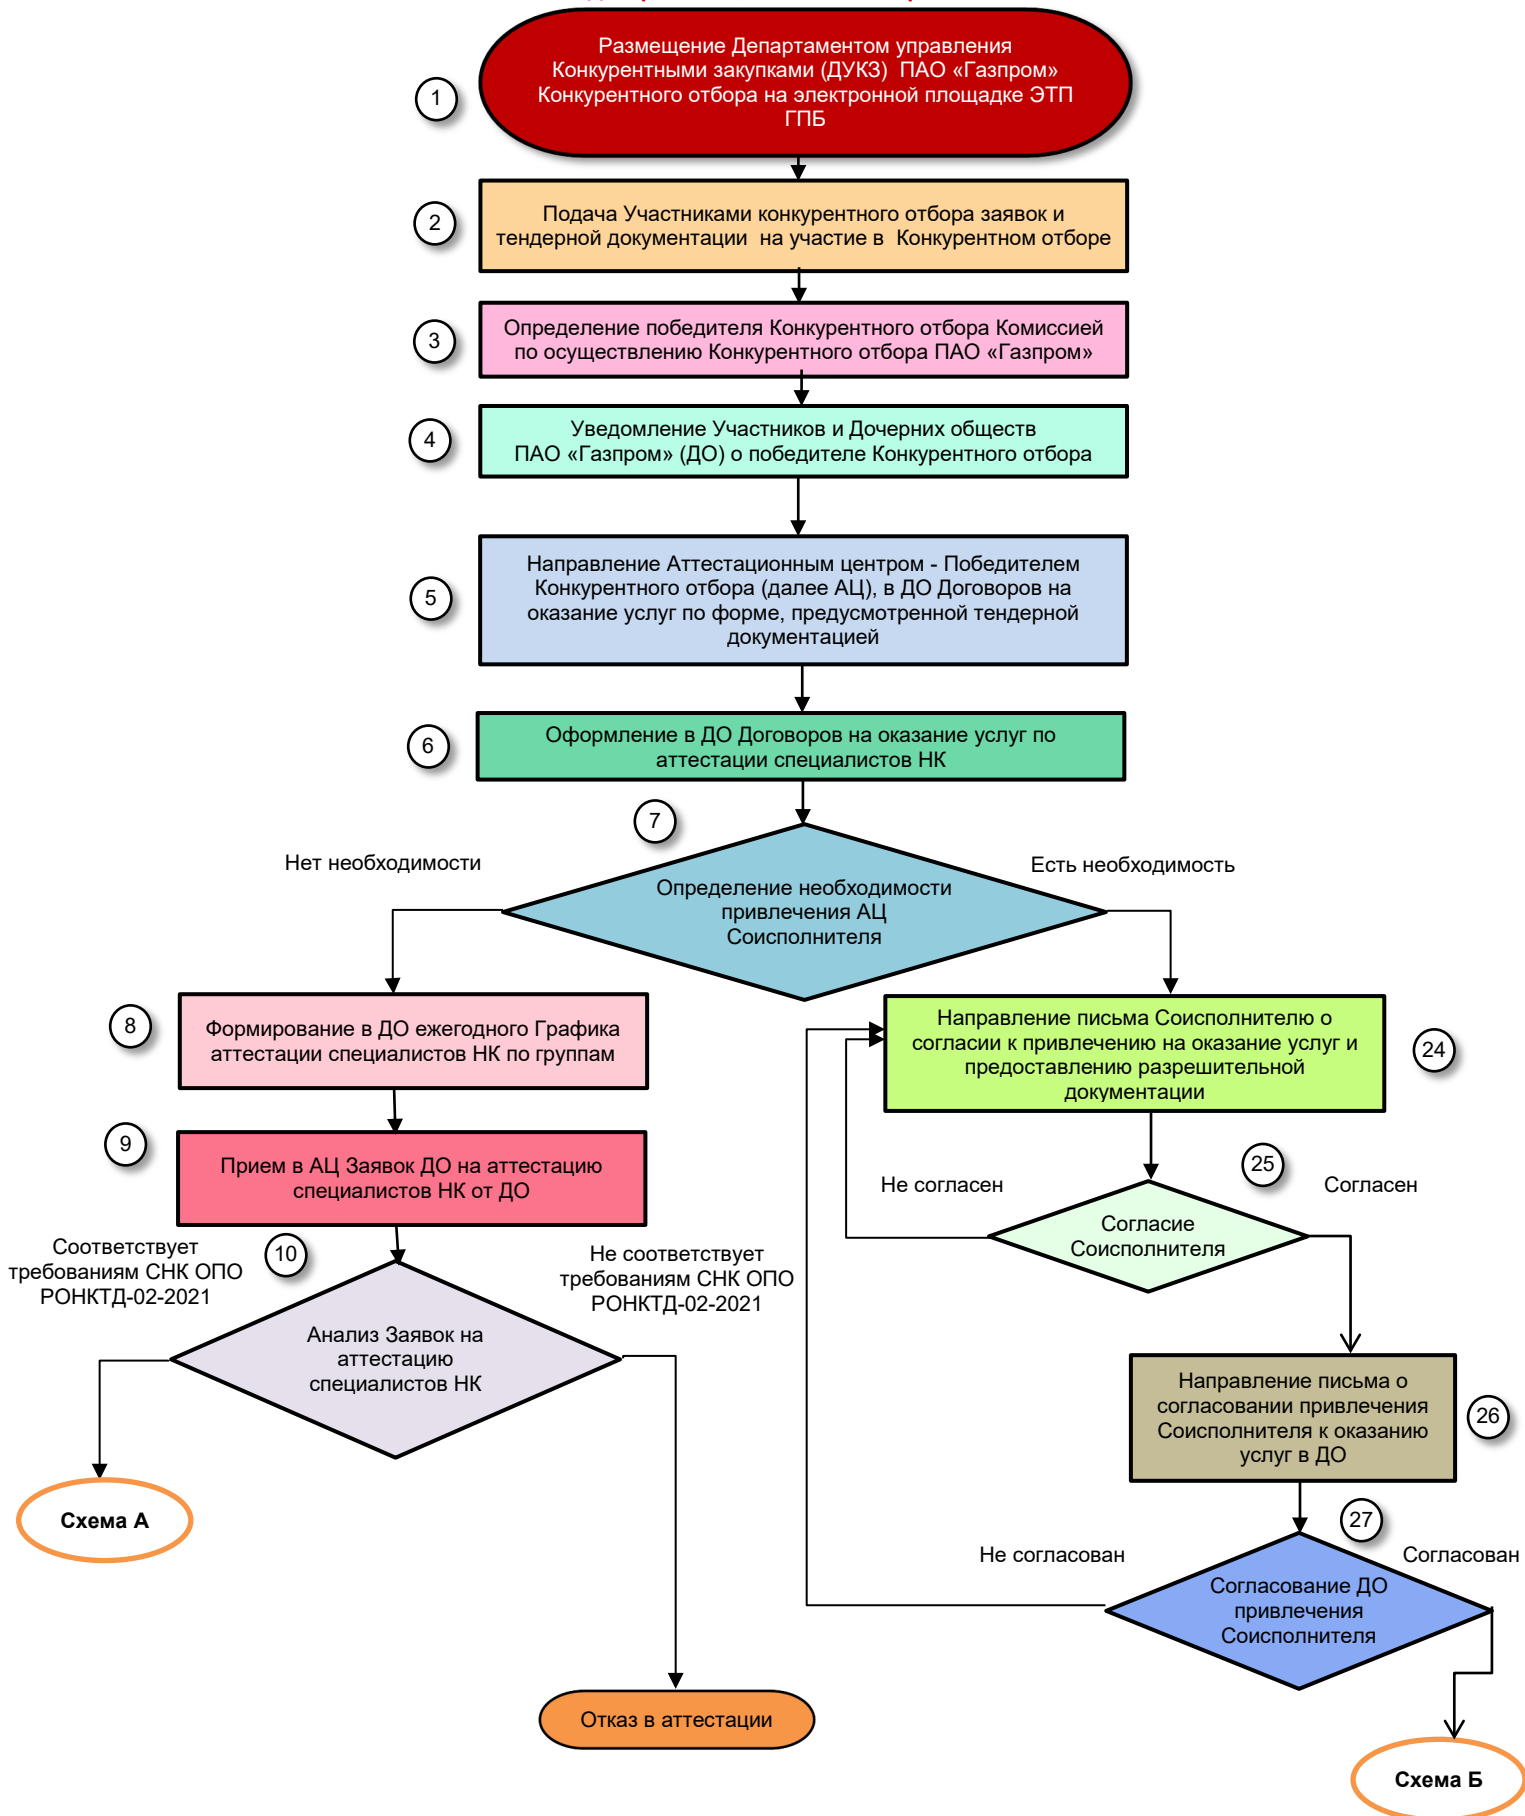 Размещение Департаментом управления
Конкурентными закупками (ДУКЗ) ПАО «Газпром»
Конкурентного отбора на электронной площадке ЭТП
ГПБ
1
2
Подача Участниками конкурентного отбора заявок и
тендерной документации на участие в Конкурентном отборе
3
Определение победителя Конкурентного отбора Комиссией
по осуществлению Конкурентного отбора ПАО «Газпром»
4
Уведомление Участников и Дочерних обществ
ПАО «Газпром» (ДО) о победителе Конкурентного отбора
5
Направление Аттестационным центром - Победителем
Конкурентного отбора (далее АЦ), в ДО Договоров на
оказание услуг по форме, предусмотренной тендерной
документацией
6
Оформление в ДО Договоров на оказание услуг по
аттестации специалистов НК
7
Нет необходимости
Есть необходимость
Определение необходимости
привлечения АЦ
Соисполнителя
8
Формирование в ДО ежегодного Графика
аттестации специалистов НК по группам
Направление письма Соисполнителю о
согласии к привлечению на оказание услуг и
предоставлению разрешительной
документации
24
9
Прием в АЦ Заявок ДО на аттестацию
специалистов НК от ДО
25
Не согласен
Согласен
Согласие
Соисполнителя
10
Соответствует
требованиям СНК ОПО
РОНКТД-02-2021
Не соответствует
требованиям СНК ОПО
РОНКТД-02-2021
Анализ Заявок на
аттестацию
специалистов НК
Направление письма о
согласовании привлечения
Соисполнителя к оказанию
услуг в ДО
26
Схема А
27
Не согласован
Согласован
Согласование ДО
привлечения
Соисполнителя
Отказ в аттестации
Схема Б